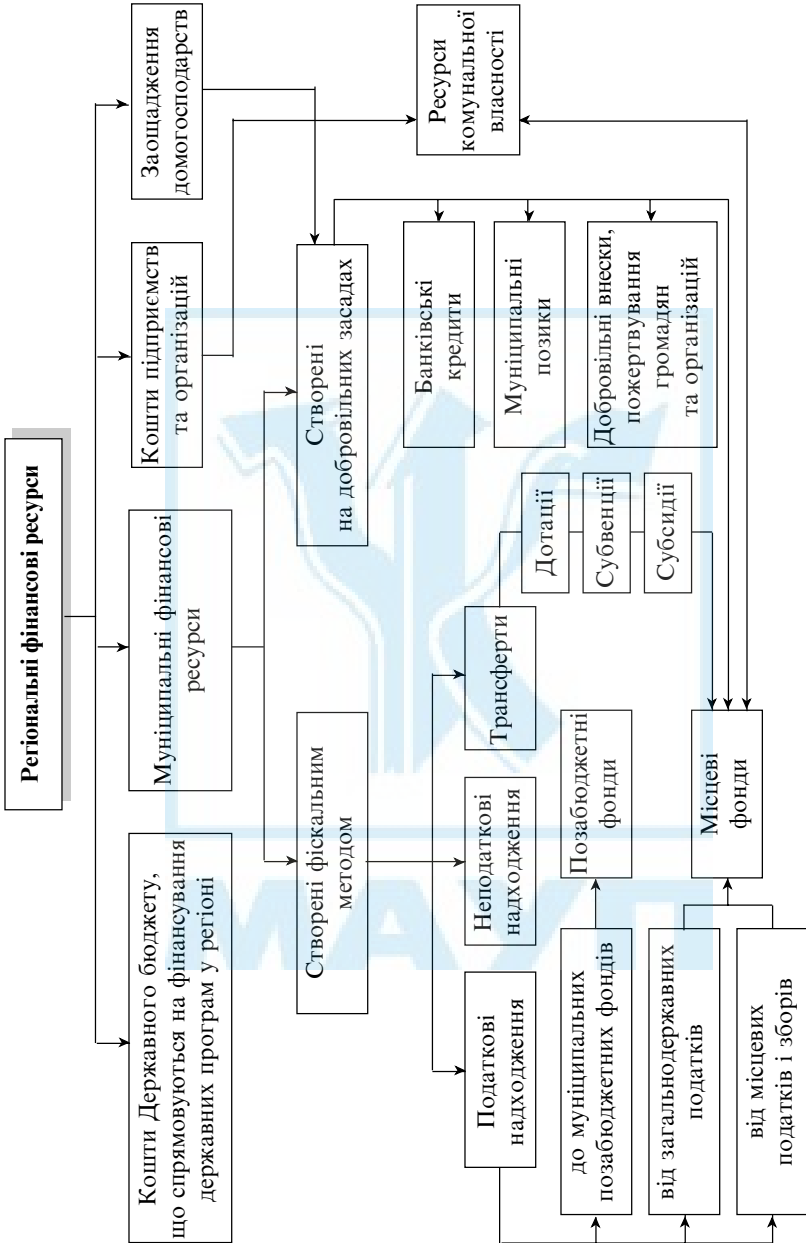 Регіональні фінансові ресурси
Кошти Державного бюджету,
що спрямовуються на фінансування
державних програм у регіоні
Муніципальні фінансові
ресурси
Кошти підприємств
та організацій
Заощадження
домогосподарств
Створені фіскальним
методом
Створені
на добровільних засадах
Ресурси
комунальної
власності
Податкові
надходження
Неподаткові
надходження
Трансферти
Дотації
Субвенції
Субсидії
Банківські
кредити
Муніципальні
позики
Добровільні внески,
пожертвування
громадян
та організацій
до муніципальних
позабюджетних фондів
Позабюджетні
фонди
від загальнодержавних
податків
від місцевих
податків і зборів
Місцеві
фонди
МАУП